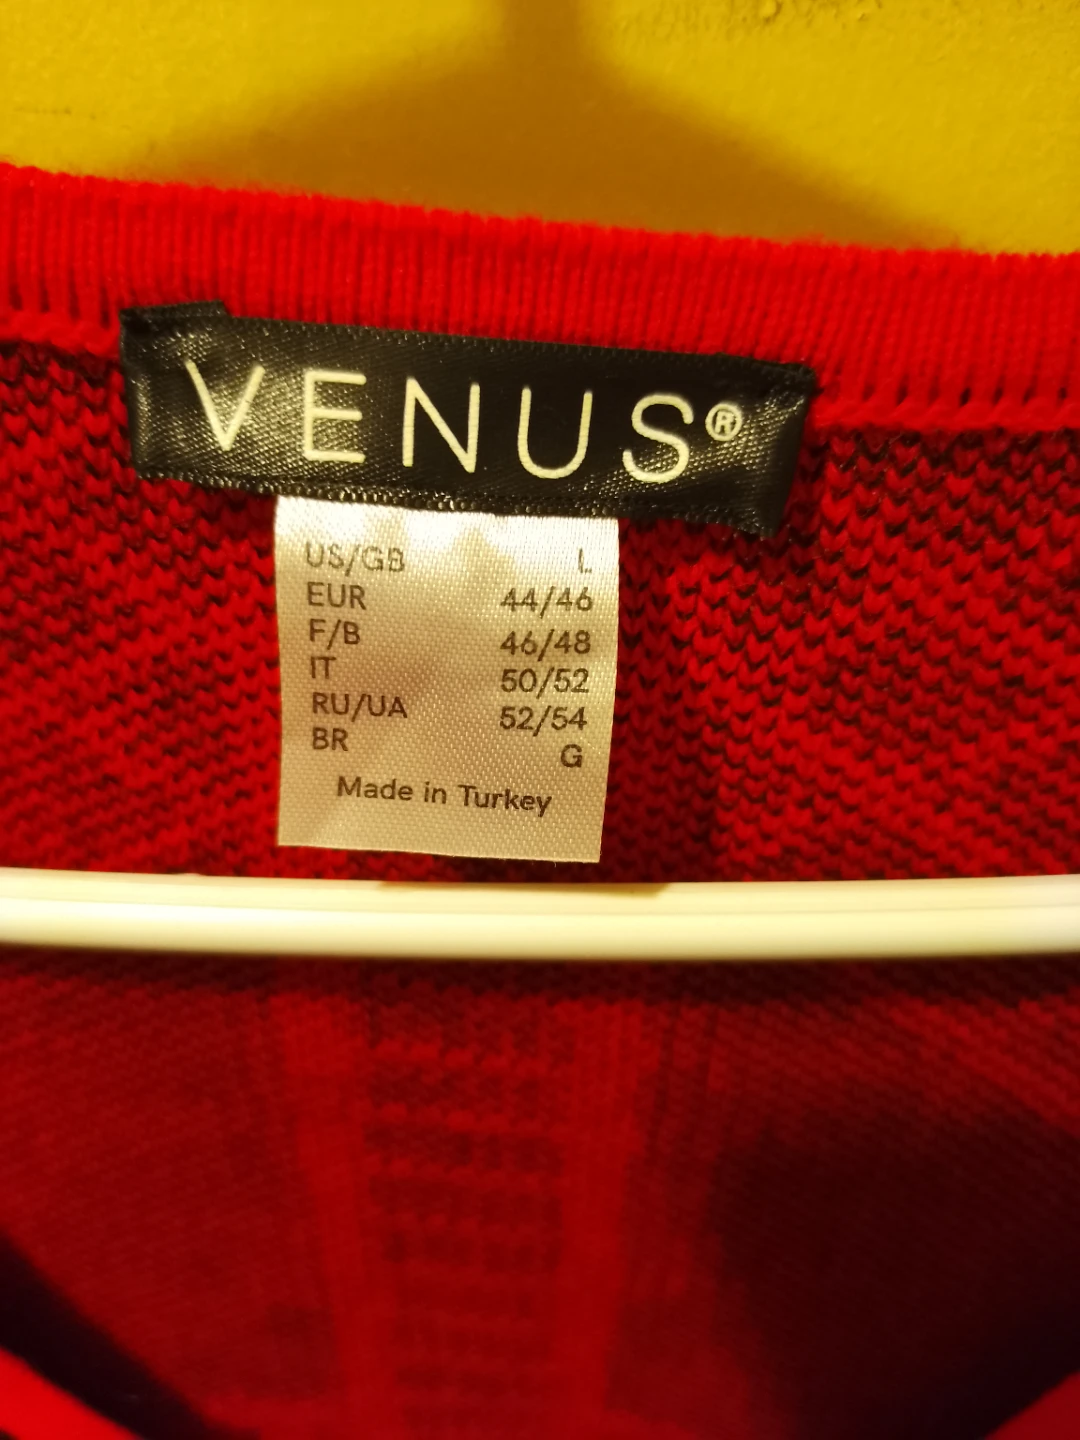 VENUS®
US/GB L
EUR 44/46
F/B 46/48
IT 50/52
RU/UA 52/54
BR G
Made in Turkey